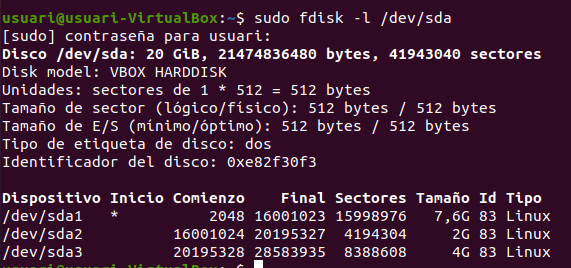 usuari@usuari-VirtualBox:~$ sudo fdisk -l /dev/sda
[sudo] contraseña para usuari:
Disco /dev/sda: 20 GiB, 21474836480 bytes, 41943040 sectores
Disk model: VBOX HARDDISK
Unidades: sectores de 1 * 512 = 512 bytes
Tamaño de sector (lógico/físico): 512 bytes / 512 bytes
Tamaño de E/S (mínimo/óptimo): 512 bytes / 512 bytes
Tipo de etiqueta de disco: dos
Identificador del disco: 0xe82f30f3
Dispositivo Inicio Comienzo Final Sectores Tamaño Id Tipo
/dev/sda1 * 2048 16001023 15998976 7,6G 83 Linux
/dev/sda2 16001024 20195327 4194304 2G 83 Linux
/dev/sda3 20195328 28583935 8388608 4G 83 Linux
usuari@usuari-VirtualBox:~$